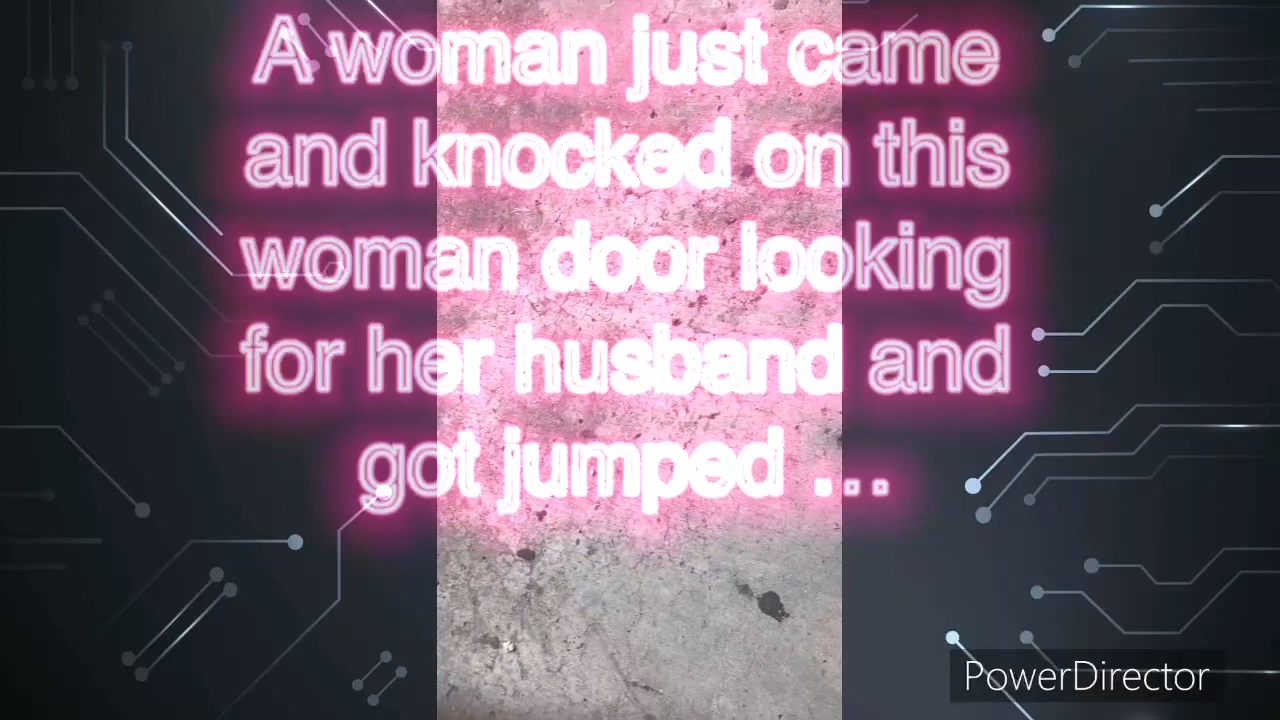 A woman just came
and knocked on this
woman door looking
for her husband and
got jumped ...
PowerDirector